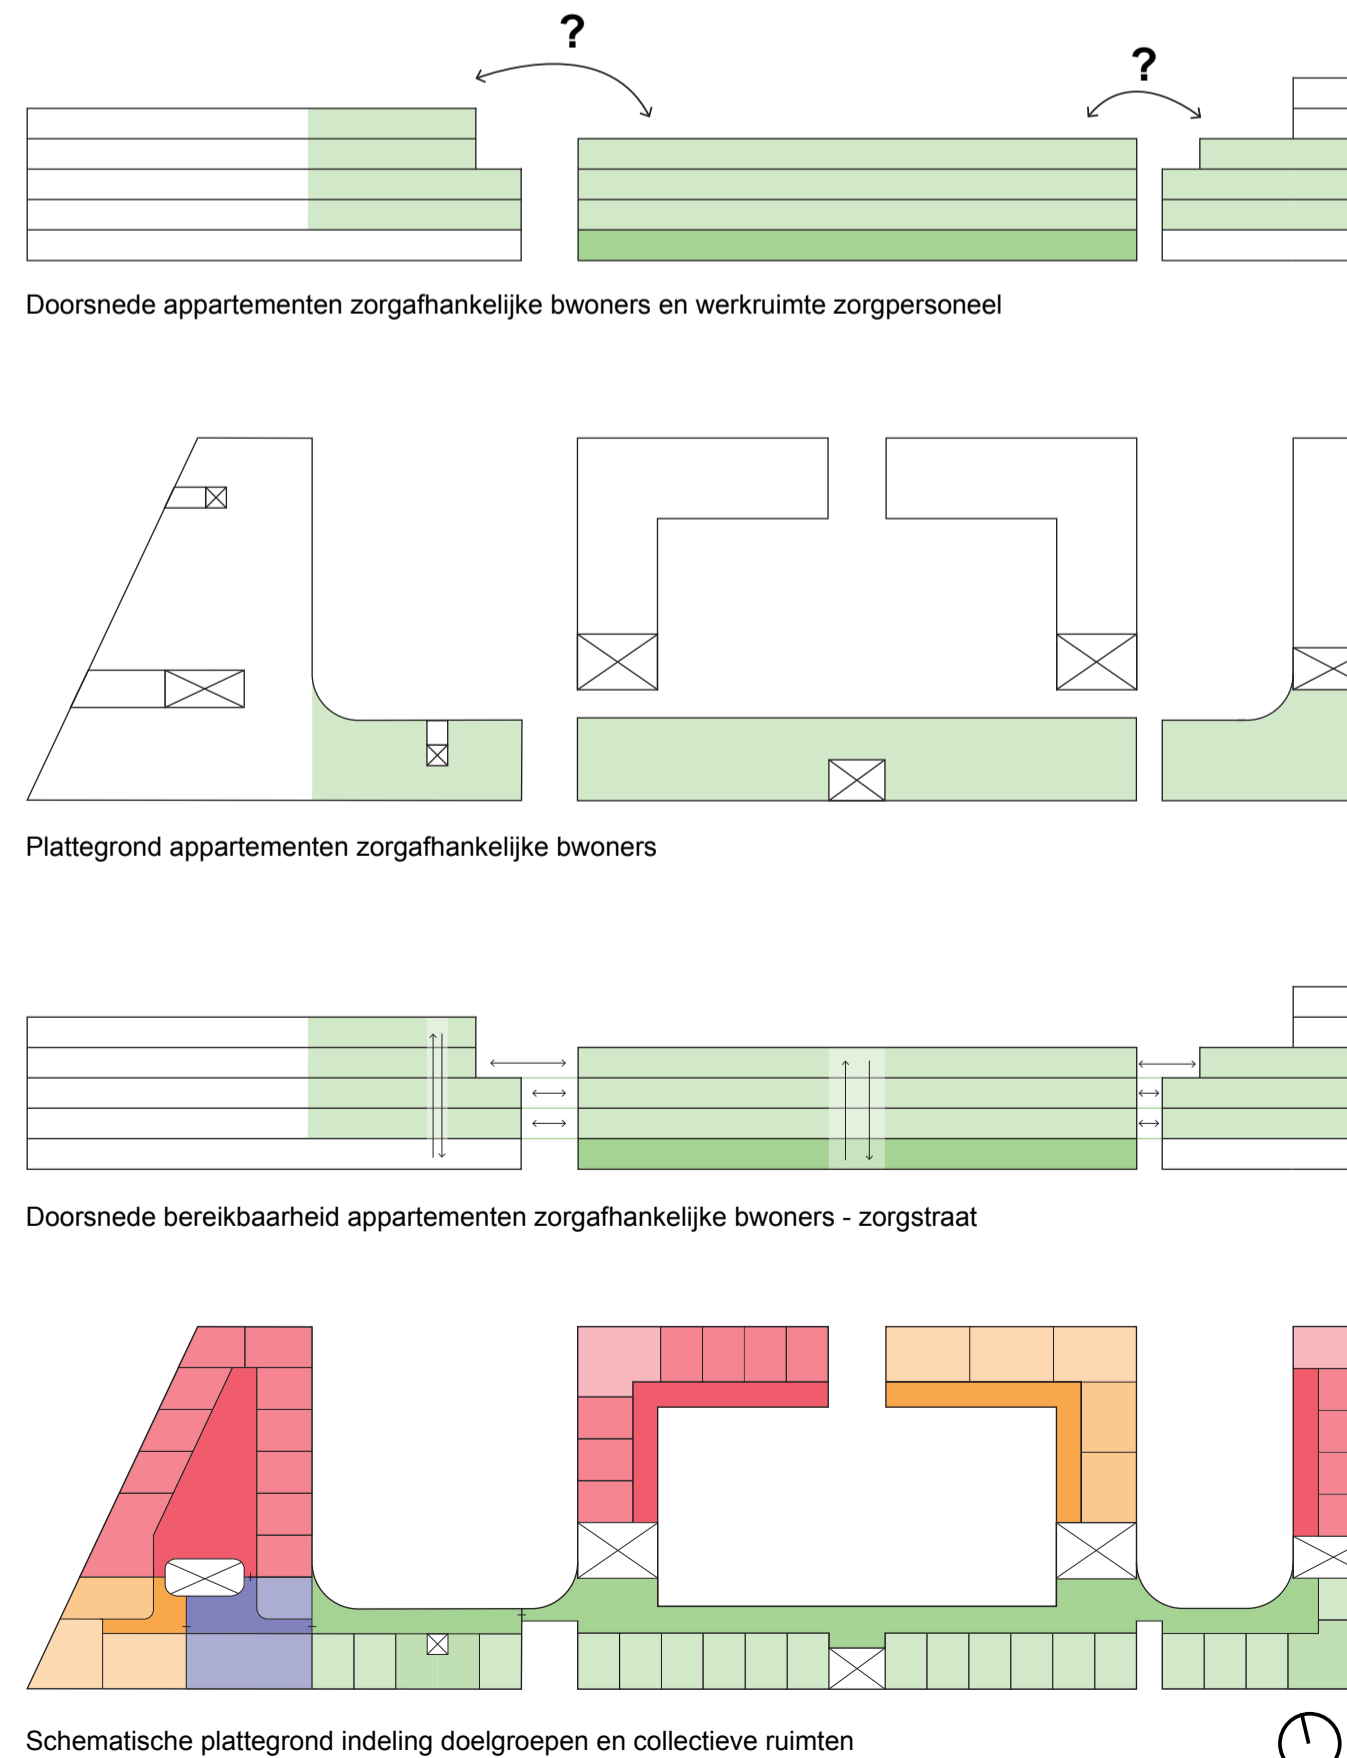 ?
?
Doorsnede appartementen zorgafhankelijke bwoners en werkruimte zorgpersoneel
Plattegrond appartementen zorgafhankelijke bwoners
Doorsnede bereikbaarheid appartementen zorgafhankelijke bwoners - zorgstraat
Schematische plattegrond indeling doelgroepen en collectieve ruimten